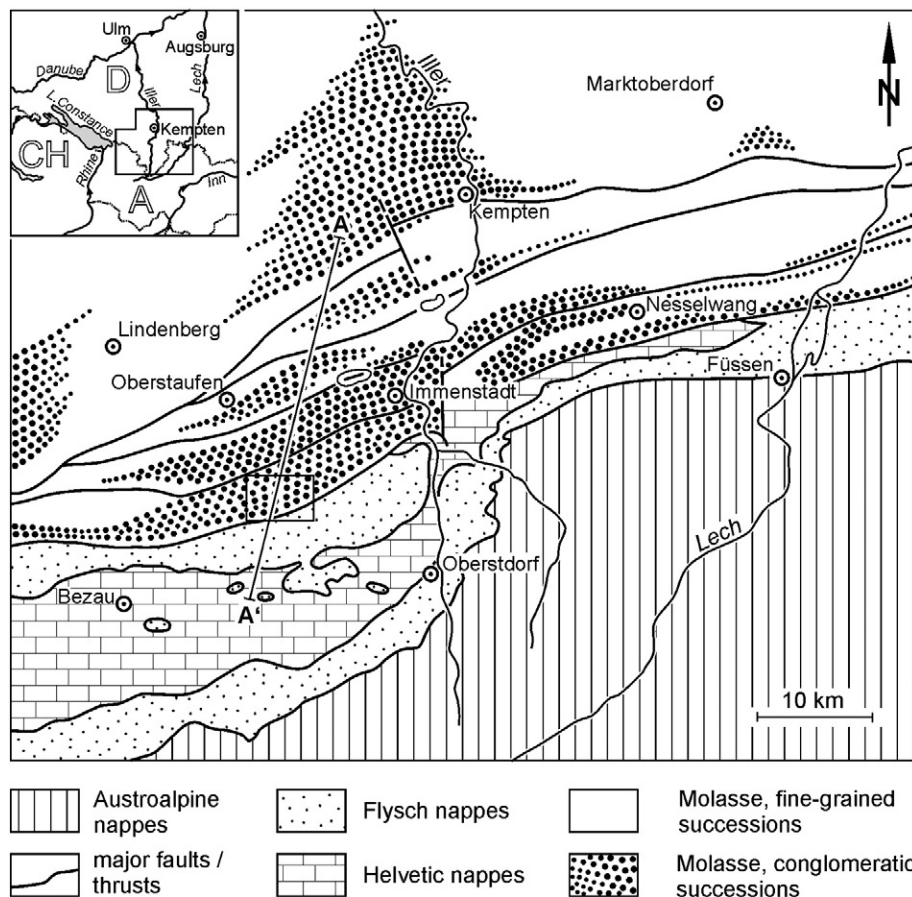 Ulm
Augsburg
Danube
Lech
D
Iller
L. Constance
Kempten
CH
Rhine
A
Inn
Iller
Marktoberdorf
N
Kempten
A
Lindenberg
Nesselwang
Oberstaufen
Füssen
Immenstadt
Lech
Oberstdorf
Bezau
A'
10 km
Austroalpine
nappes
Flysch nappes
Molasse, fine-grained
successions
major faults /
thrusts
Helvetic nappes
Molasse, conglomeratic
successions